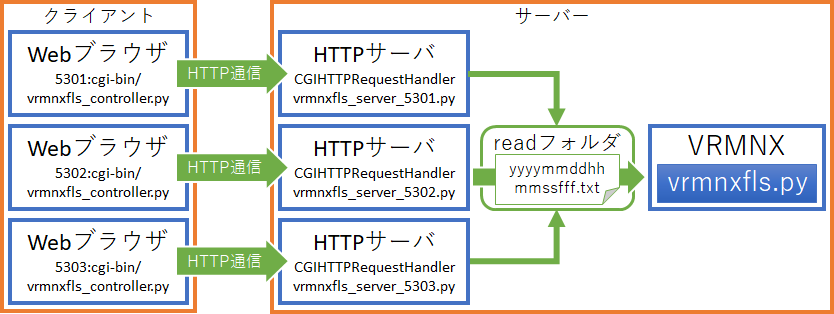 クライアント
サーバー
Webブラウザ
5301:cgi-bin/
vrmnxfls_controller.py
HTTP通信
HTTPサーバ
CGIHTTPRequestHandler
vrmnxfls_server_5301.py
Webブラウザ
5302:cgi-bin/
vrmnxfls_controller.py
HTTP通信
HTTPサーバ
CGIHTTPRequestHandler
vrmnxfls_server_5302.py
Webブラウザ
5303:cgi-bin/
vrmnxfls_controller.py
HTTP通信
HTTPサーバ
CGIHTTPRequestHandler
vrmnxfls_server_5303.py
readフォルダ
yyyymmddhh
mmssfff.txt
VRMNX
vrmnxfls.py